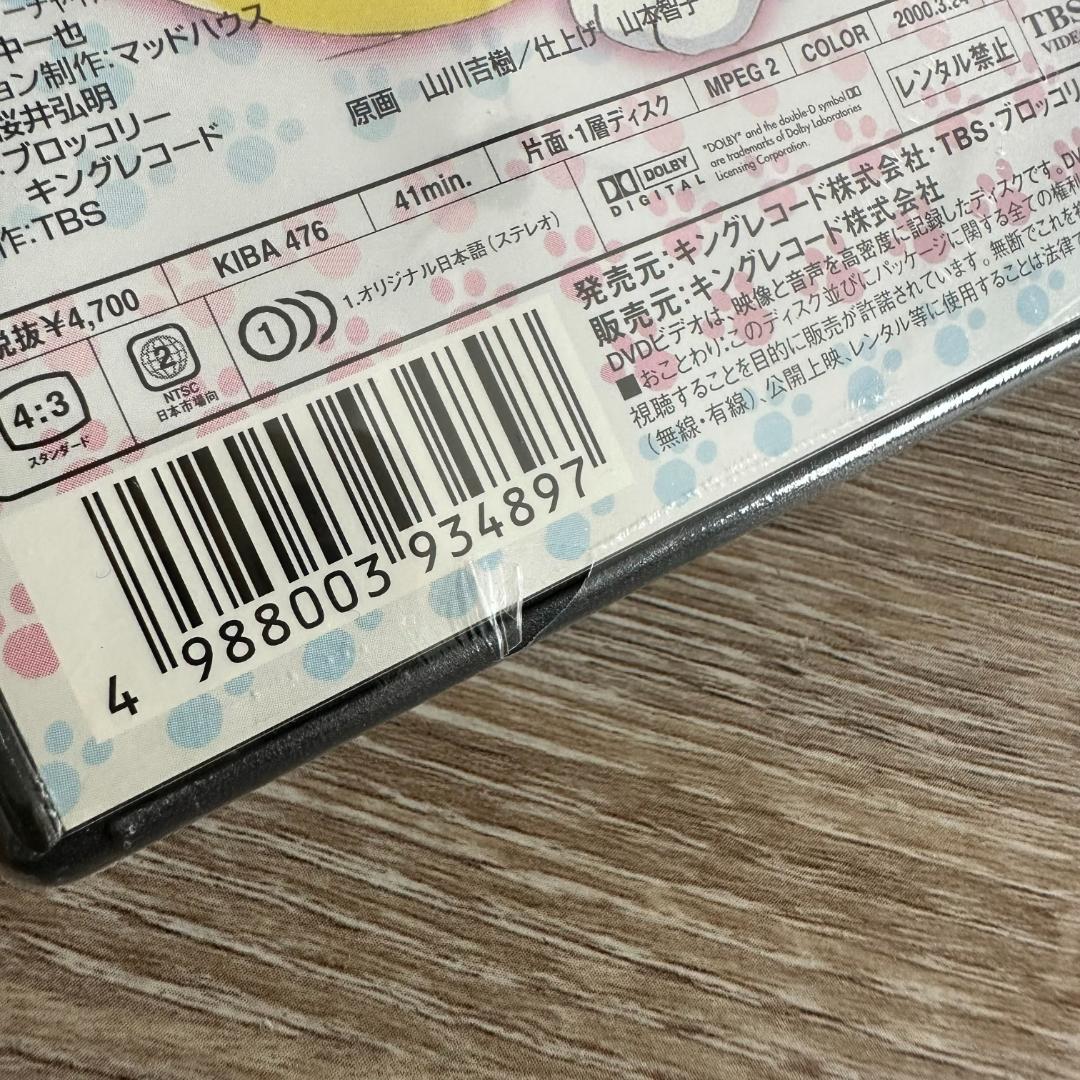 中一也
ョン制作:マッドハウス
桜井弘明
ブロッコリー
キングレコード
作:TBS
原画 山川吉樹/仕上げ 山本智子
税抜¥4,700
KIBA 476
41min.
片面・1層ディスク
MPEG 2
COLOR
2000.3.24
TBS
VIDE
4:3
スタンダード
2
NTSC
日本市場向
1
1.オリジナル日本語(ステレオ)
DOLBY
DIGITAL
"DOLBY" and the double-D symbol
are trademarks of Dolby Laboratories
Licensing Corporation.
レンタル禁止
発売元:キングレコード株式会社・TBS・ブロッコリ
販売元:キングレコード株式会社
DVDビデオは、映像と音声を高密度に記録したディスクです。DV
■おことわり:このディスク並びにパッケージに関する全ての権利
視聴することを目的に販売が許諾されています。無断でこれを
(無線・有線)、公開上映、レンタル等に使用することは法律
4 988003 934897